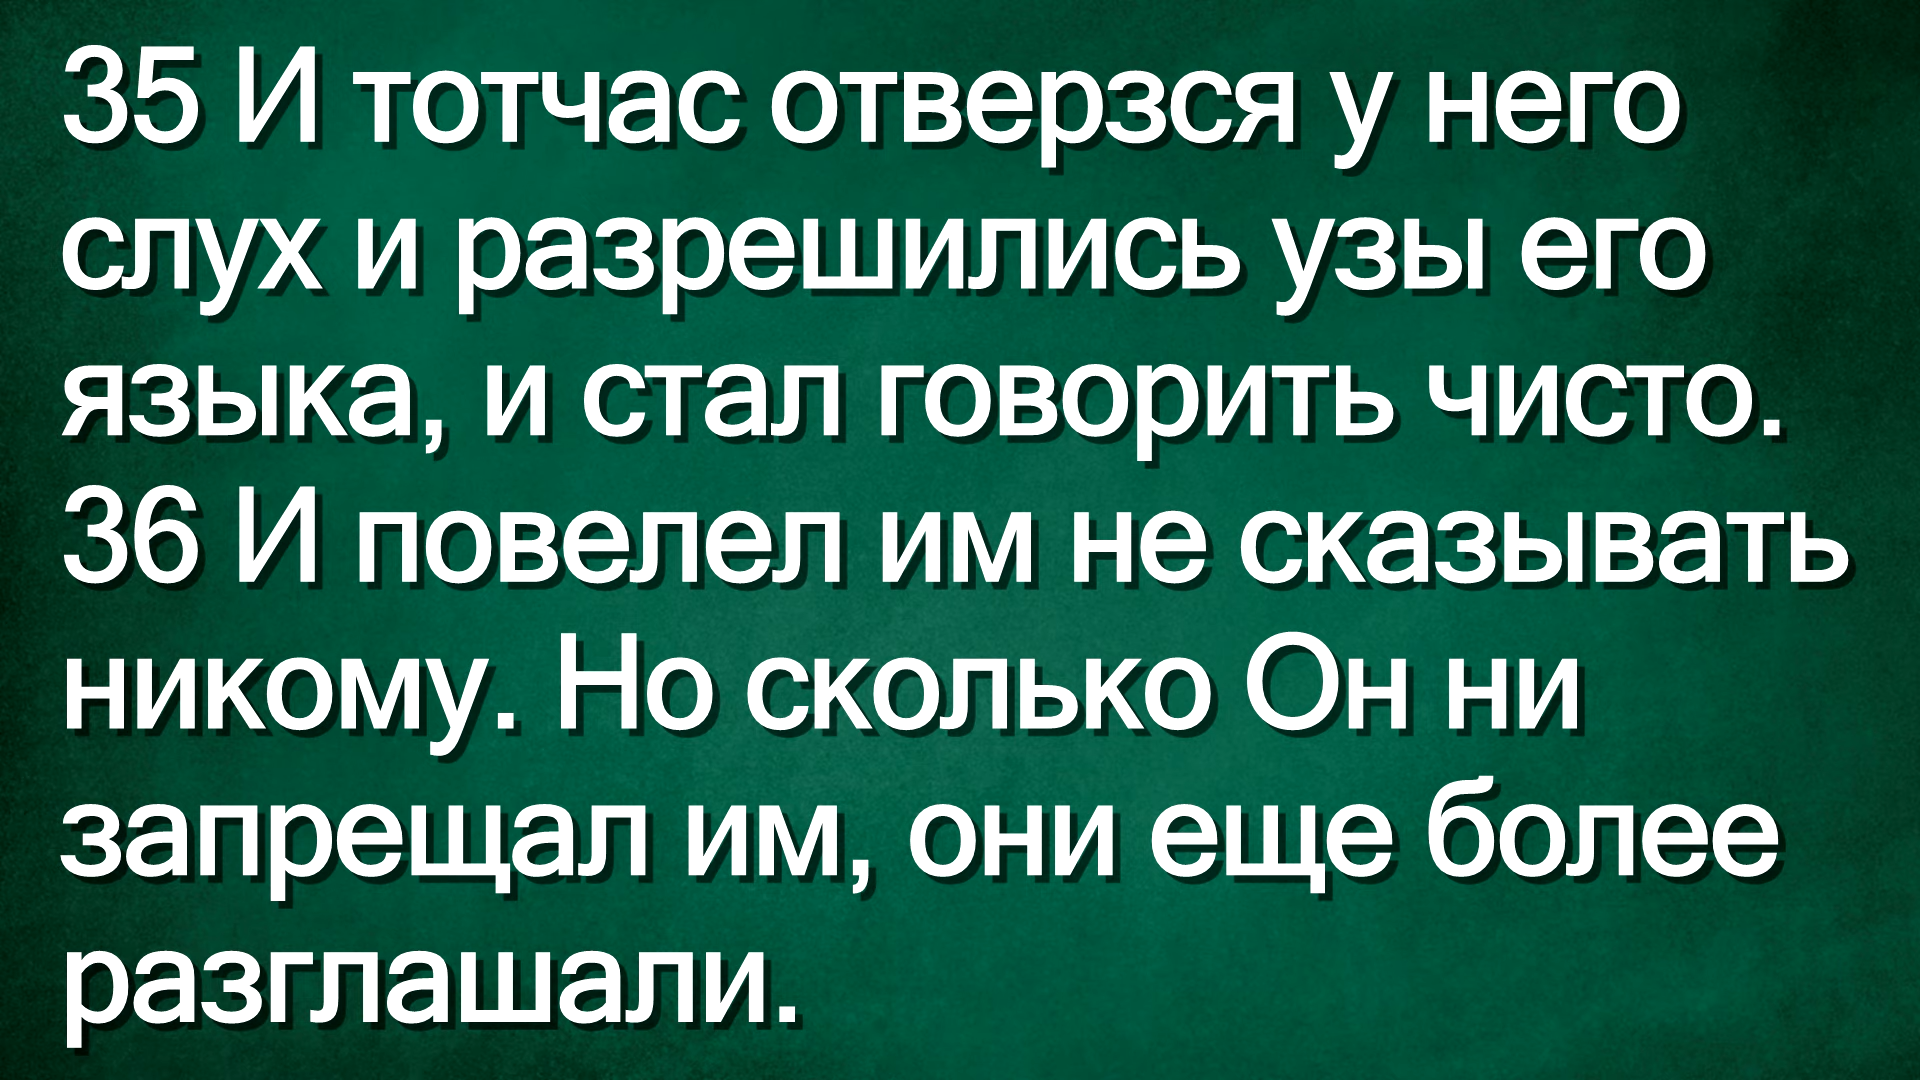 35 И тотчас отверзся у него
слух и разрешились узы его
языка, и стал говорить чисто.
36 И повелел им не сказывать
никому. Но сколько Он ни
запрещал им, они еще более
разглашали.